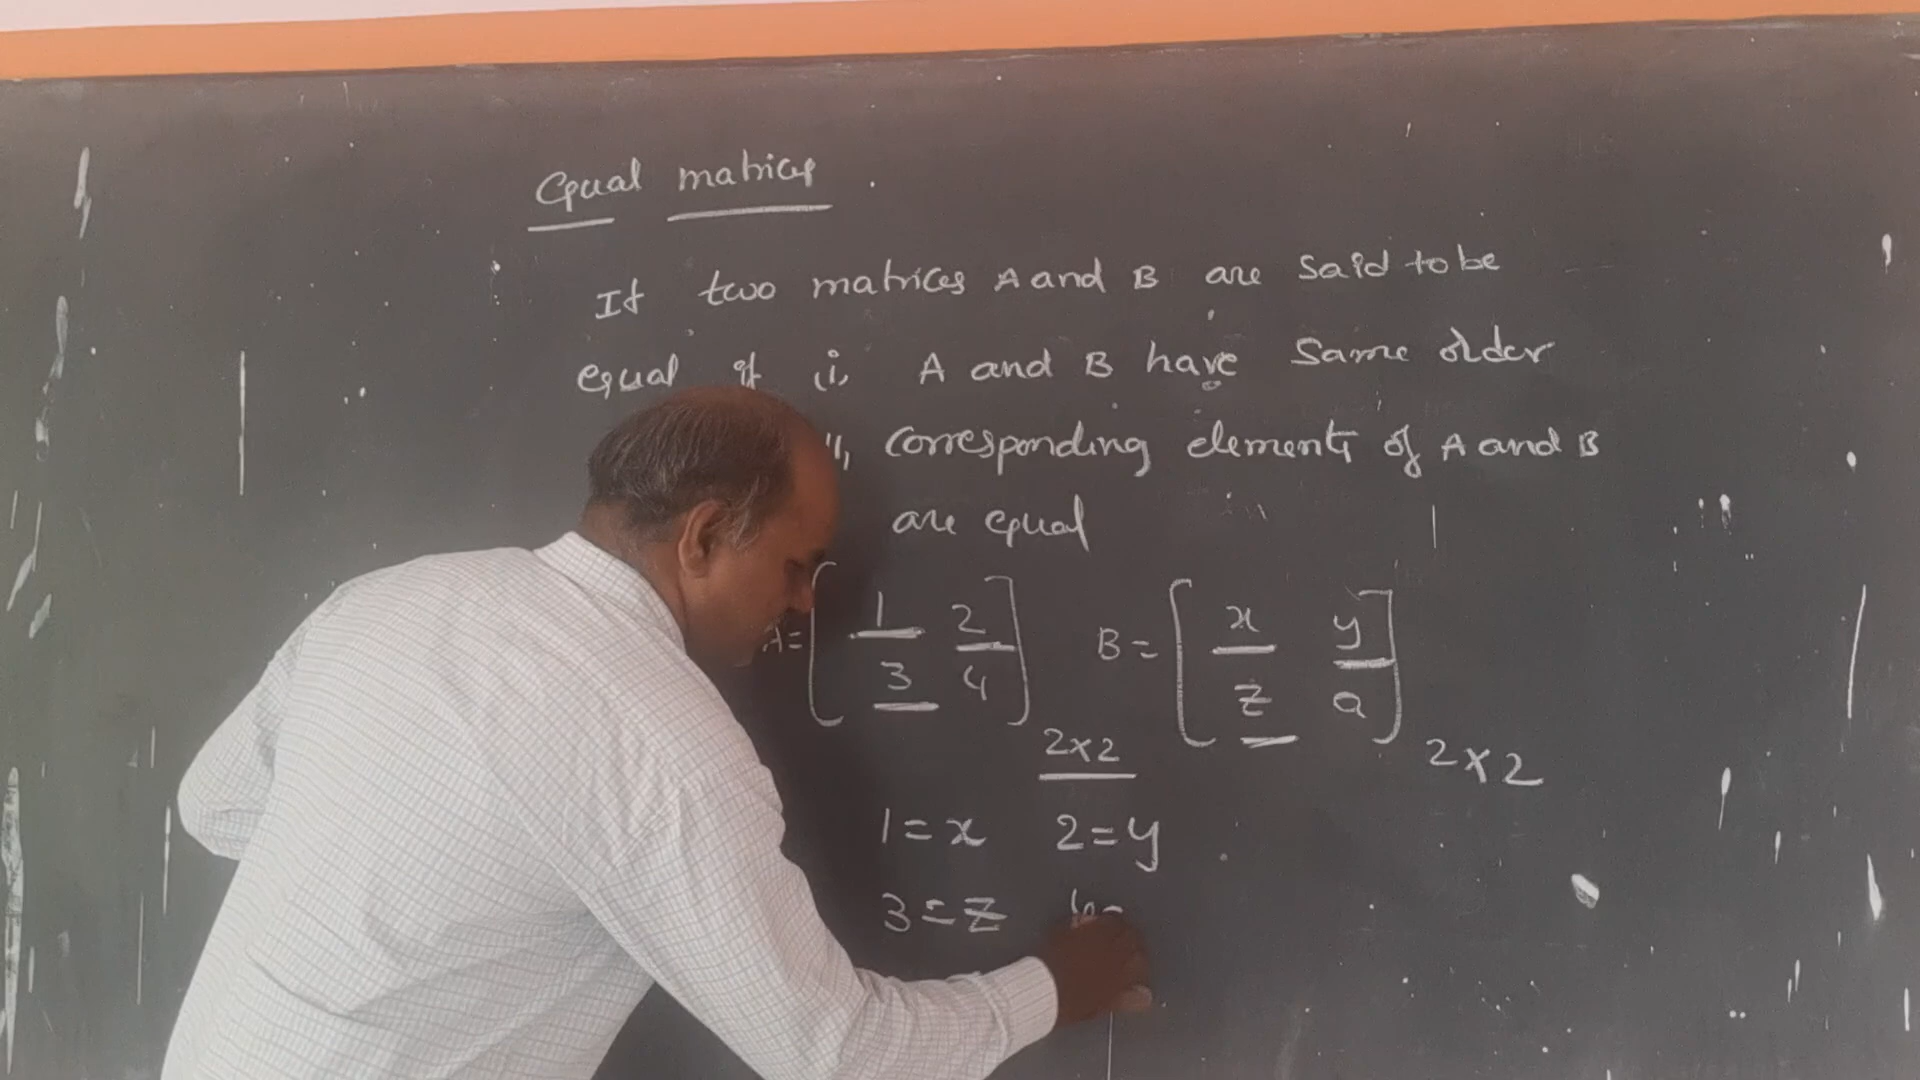 Equal matrices .
If two matrices A and B are said to be
equal if (i, A and B have same order
ii, corresponding elements of A and B
are equal
A = [ 1 2 B = [ x y
3 4 ] 2x2 z a ] 2x2
1 = x 2 = y
3 = z 4 =